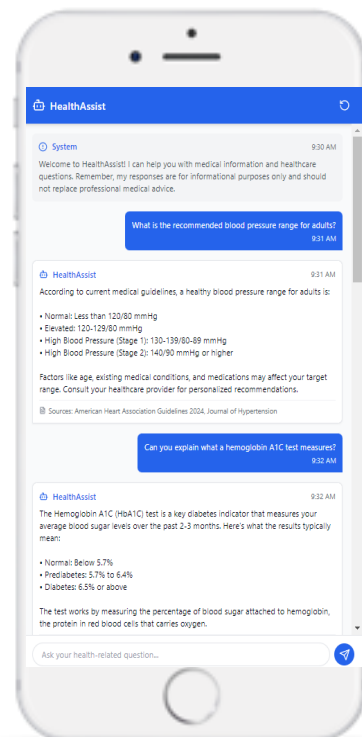 HealthAssist
System 9:30 AM
Welcome to HealthAssist! I can help you with medical information and healthcare
questions. Remember, my responses are for informational purposes only and should
not replace professional medical advice.
What is the recommended blood pressure range for adults?
9:31 AM
HealthAssist 9:31 AM
According to current medical guidelines, a healthy blood pressure range for adults is:
• Normal: Less than 120/80 mmHg
• Elevated: 120-129/80 mmHg
• High Blood Pressure (Stage 1): 130-139/80-89 mmHg
• High Blood Pressure (Stage 2): 140/90 mmHg or higher
Factors like age, existing medical conditions, and medications may affect your target
range. Consult your healthcare provider for personalized recommendations.
Sources: American Heart Association Guidelines 2024, Journal of Hypertension
Can you explain what a hemoglobin A1C test measures?
9:32 AM
HealthAssist 9:32 AM
The Hemoglobin A1C (HbA1C) test is a key diabetes indicator that measures your
average blood sugar levels over the past 2-3 months. Here's what the results typically
mean:
• Normal: Below 5.7%
• Prediabetes: 5.7% to 6.4%
• Diabetes: 6.5% or above
The test works by measuring the percentage of blood sugar attached to hemoglobin,
the protein in red blood cells that carries oxygen.
Ask your health-related question...